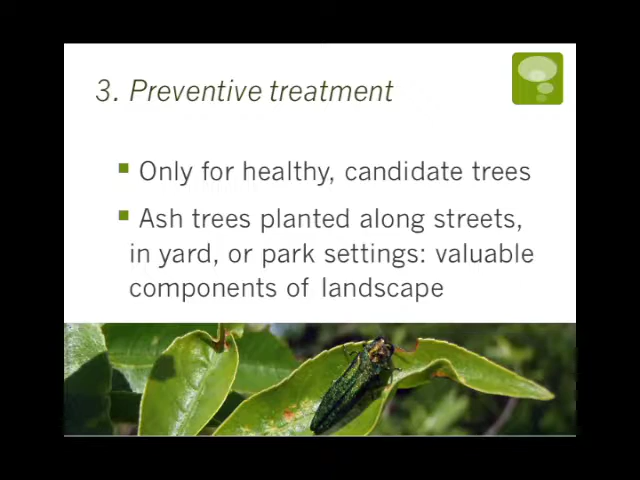 3. Preventive treatment
Only for healthy, candidate trees
Ash trees planted along streets,
in yard, or park settings: valuable
components of landscape